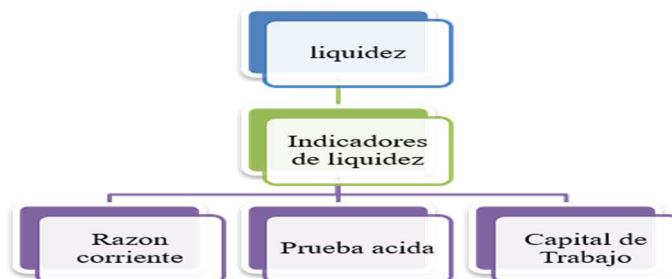 liquidez
Indicadores
de liquidez
Razon
corriente
Prueba acida
Capital de
Trabajo